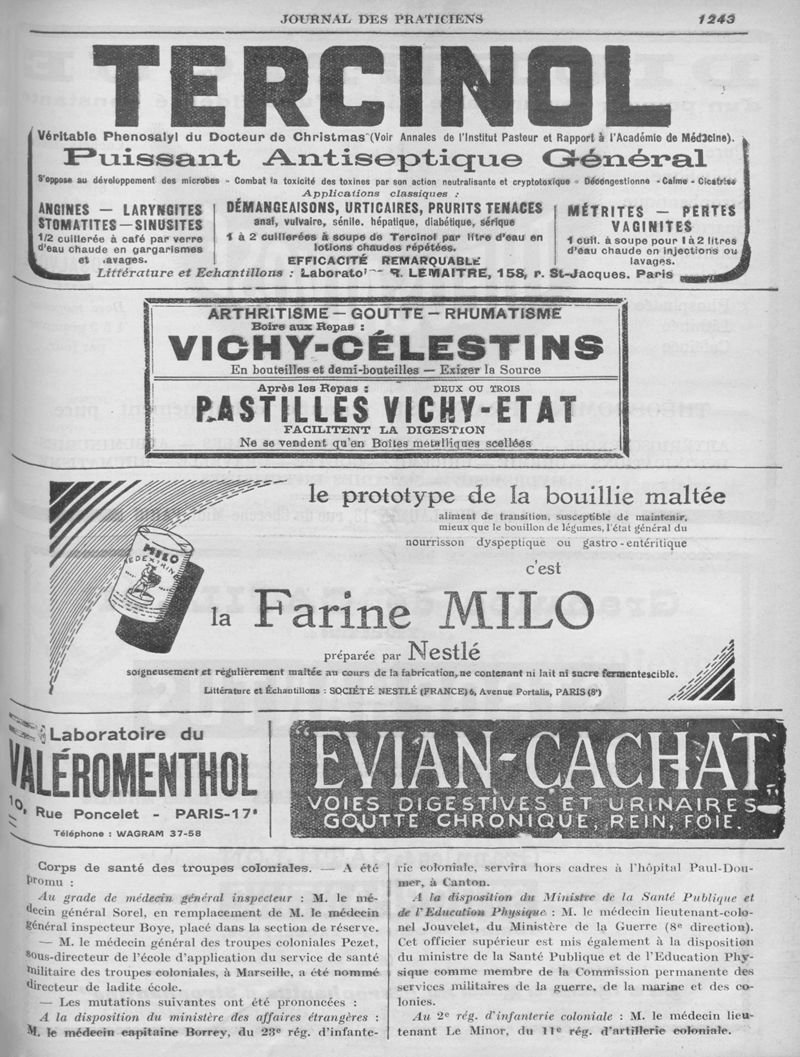 JOURNAL DES PRATICIENS 1243
TERCINOL
Véritable Phenosalyl du Docteur de Christmas (Voir Annales de l'Institut Pasteur et Rapport à l'Académie de Médecine).
Puissant Antiseptique Général
S'oppose au développement des microbes - Combat la toxicité des toxines par son action neutralisante et cryptotoxique - Décongestionne - Calme - Cicatrise
Applications classiques :
ANGINES — LARYNGITES
STOMATITES — SINUSITES
1/2 cuillerée à café par verre
d'eau chaude en gargarismes
et lavages.
DÉMANGEAISONS, URTICAIRES, PRURITS TENACES
anal, vulvaire, sénile, hépatique, diabétique, sérique
1 à 2 cuillerées à soupe de Tercinol par litre d'eau en
lotions chaudes répétées.
EFFICACITÉ REMARQUABLE
MÉTRITES — PERTES
VAGINITES
1 cuil. à soupe pour 1 à 2 litres
d'eau chaude en injections ou
lavages.
Littérature et Echantillons : Laborato R. LEMAITRE, 158, r. St-Jacques. Paris
ARTHRITISME — GOUTTE — RHUMATISME
Boire aux Repas :
VICHY-CÉLESTINS
En bouteilles et demi-bouteilles — Exiger la Source
Après les Repas : DEUX OU TROIS
PASTILLES VICHY-ETAT
FACILITENT LA DIGESTION
Ne se vendent qu'en Boîtes métalliques scellées
le prototype de la bouillie maltée
aliment de transition, susceptible de maintenir,
mieux que le bouillon de légumes, l'état général du
nourrisson dyspeptique ou gastro-entéritique
c'est
MILO
la Farine MILO
préparée par Nestlé
soigneusement et régulièrement maltée au cours de la fabrication, ne contenant ni lait ni sucre fermentescible.
Littérature et Échantillons : SOCIÉTÉ NESTLÉ (FRANCE) 6, Avenue Portalis, PARIS (8e)
Laboratoire du
VALÉROMENTHOL
10, Rue Poncelet - PARIS-17e
Téléphone : WAGRAM 37-58
"EVIAN-CACHAT"
VOIES DIGESTIVES ET URINAIRES
GOUTTE CHRONIQUE, REIN, FOIE.
Corps de santé des troupes coloniales. — A été
promu :
Au grade de médecin général inspecteur : M. le mé-
decin général Sorel, en remplacement de M. le médecin
général inspecteur Boye, placé dans la section de réserve.
— M. le médecin général des troupes coloniales Pezet,
sous-directeur de l'école d'application du service de santé
militaire des troupes coloniales, à Marseille, a été nommé
directeur de ladite école.
— Les mutations suivantes ont été prononcées :
A la disposition du ministère des affaires étrangères :
M. le médecin capitaine Borrey, du 23e rég. d'infante-
rie coloniale, servira hors cadres à l'hôpital Paul-Dou-
mer, à Canton.
A la disposition du Ministre de la Santé Publique et
de l'Education Physique : M. le médecin lieutenant-colo-
nel Jouvelet, du Ministère de la Guerre (8e direction).
Cet officier supérieur est mis également à la disposition
du ministre de la Santé Publique et de l'Education Phy-
sique comme membre de la Commission permanente des
services militaires de la guerre, de la marine et des co-
lonies.
Au 2e rég. d'infanterie coloniale : M. le médecin lieu-
tenant Le Minor, du 11e rég. d'artillerie coloniale.